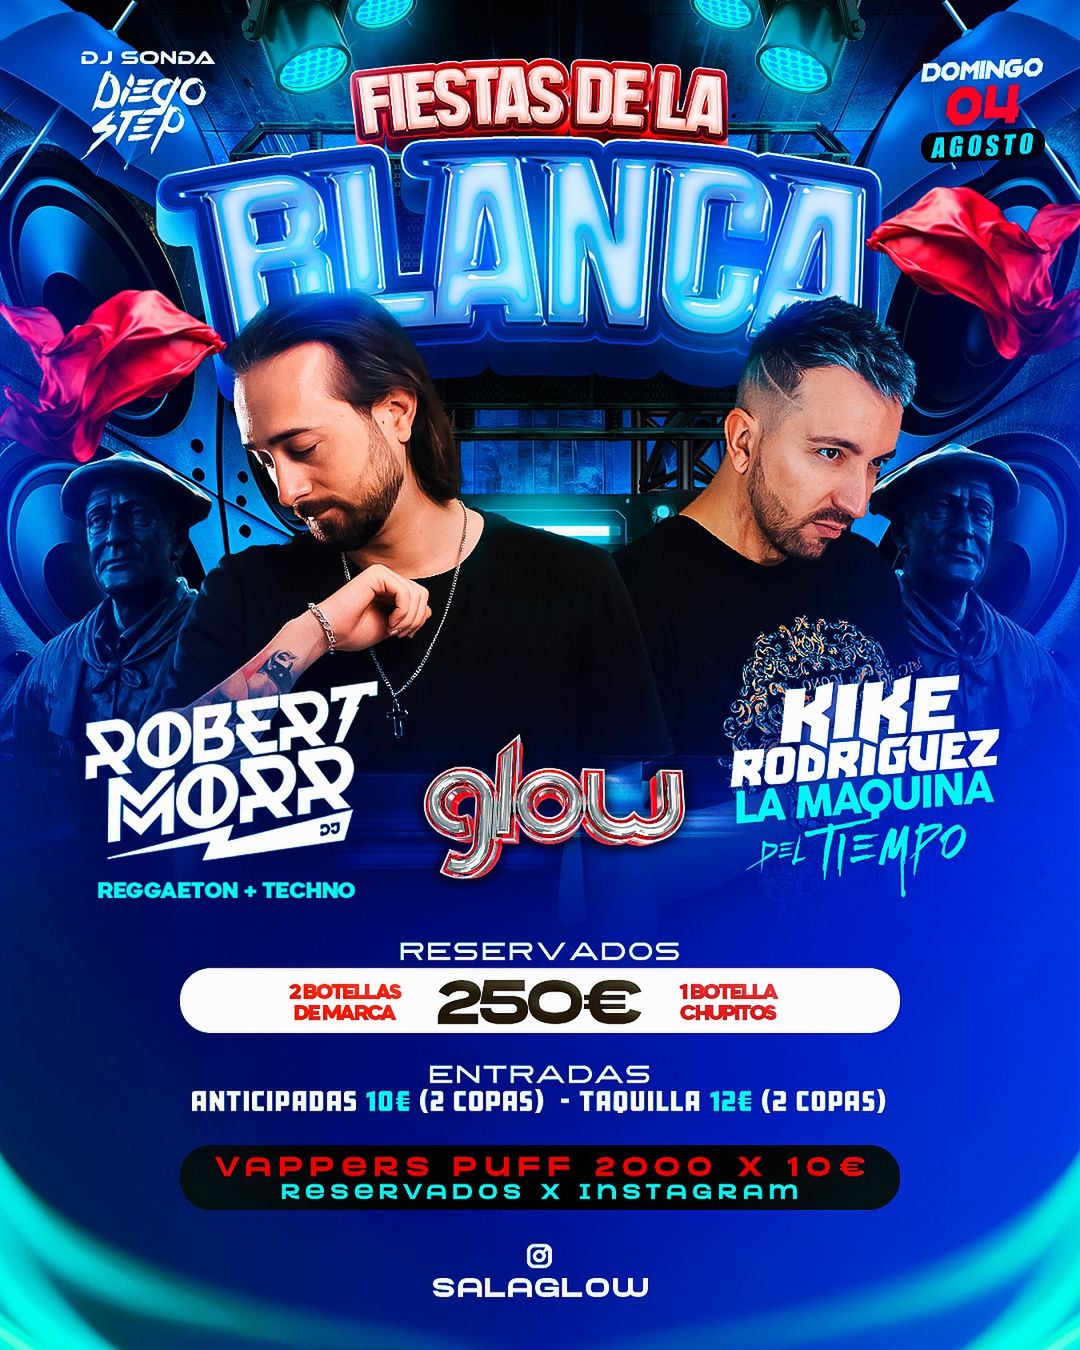 DJ SONDA
DIEGO
STEP
FIESTAS DE LA
BLANCA
DOMINGO
04
AGOSTO
ROBERT
MORR
DJ
REGGAETON + TECHNO
glow
KIKE
RODRIGUEZ
LA MAQUINA
DEL TIEMPO
RESERVADOS
2 BOTELLAS
DE MARCA
250€
1 BOTELLA
CHUPITOS
ENTRADAS
ANTICIPADAS 10€ (2 COPAS) - TAQUILLA 12€ (2 COPAS)
VAPPERS PUFF 2000 X 10€
RESERVADOS X INSTAGRAM
SALAGLOW